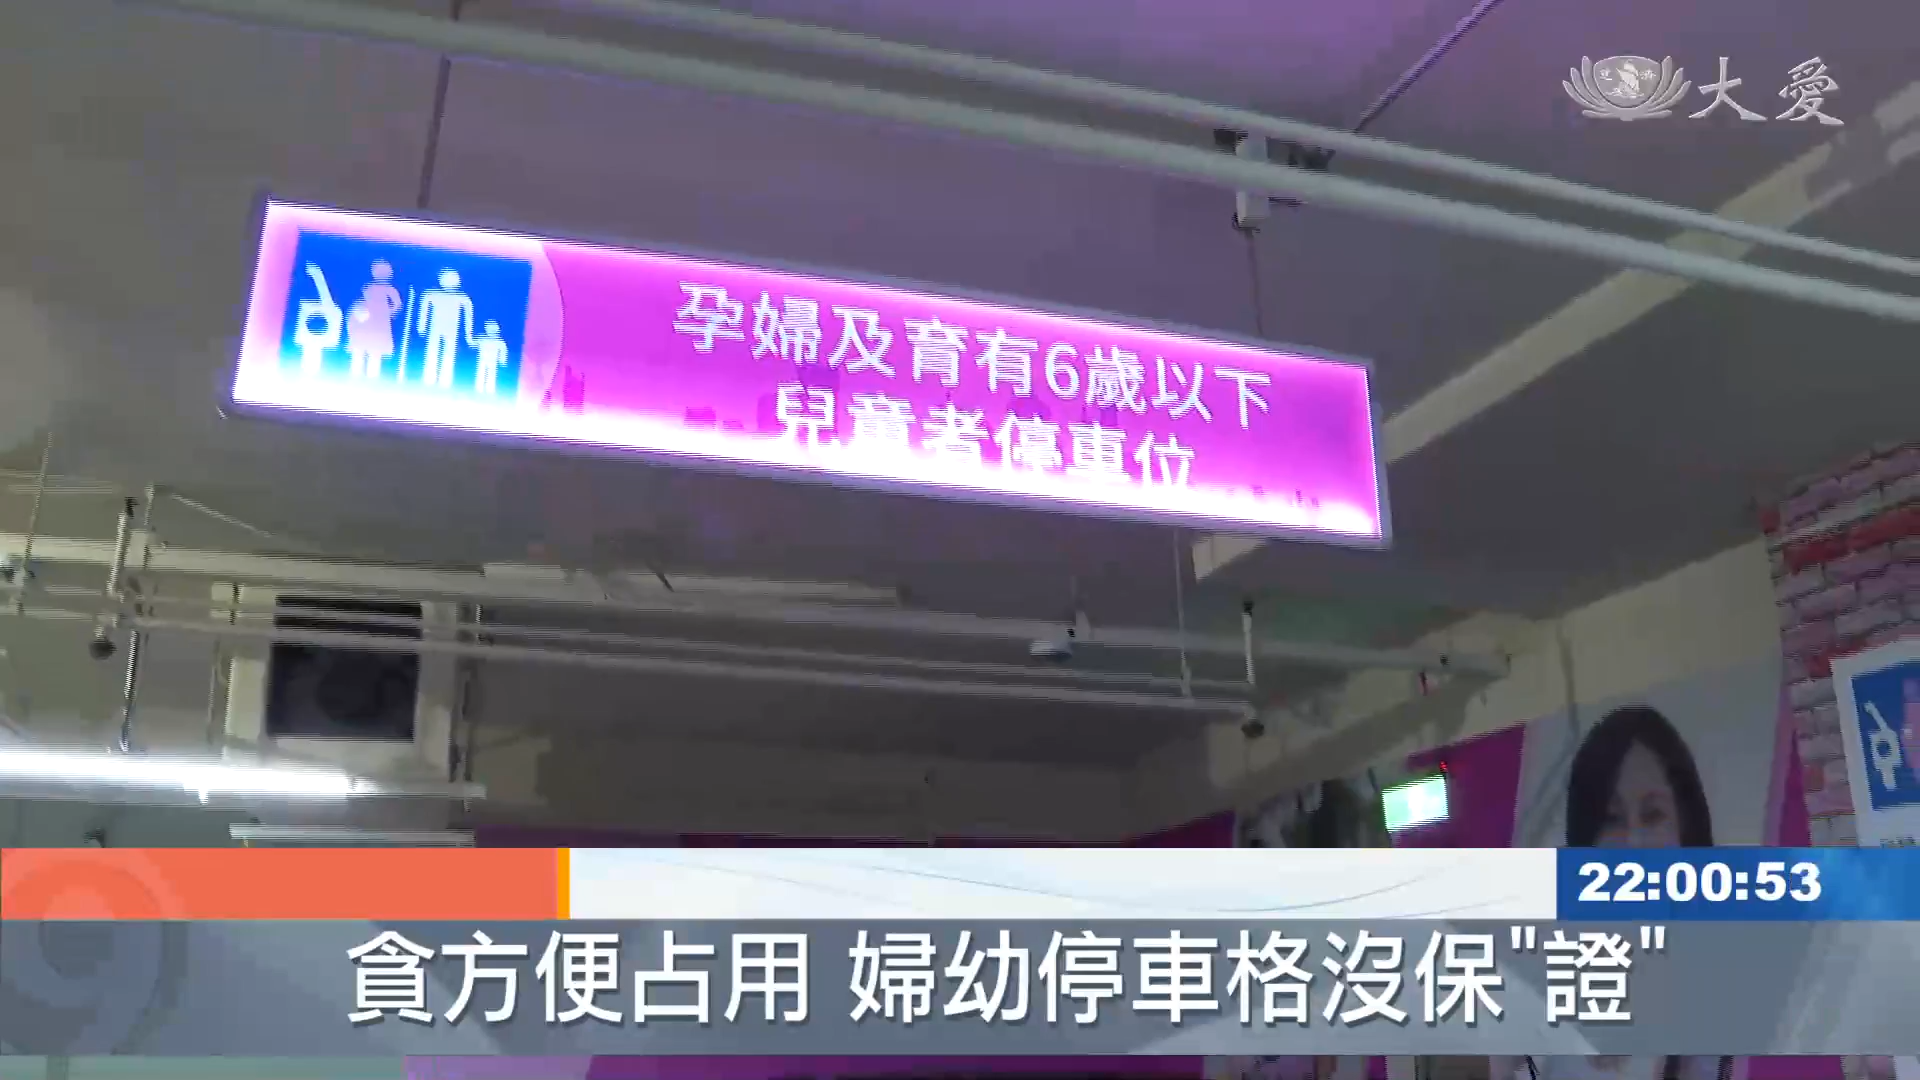 大愛
孕婦及育有6歲以下
兒童者停車位
22:00:53
貪方便占用 婦幼停車格沒保"證"